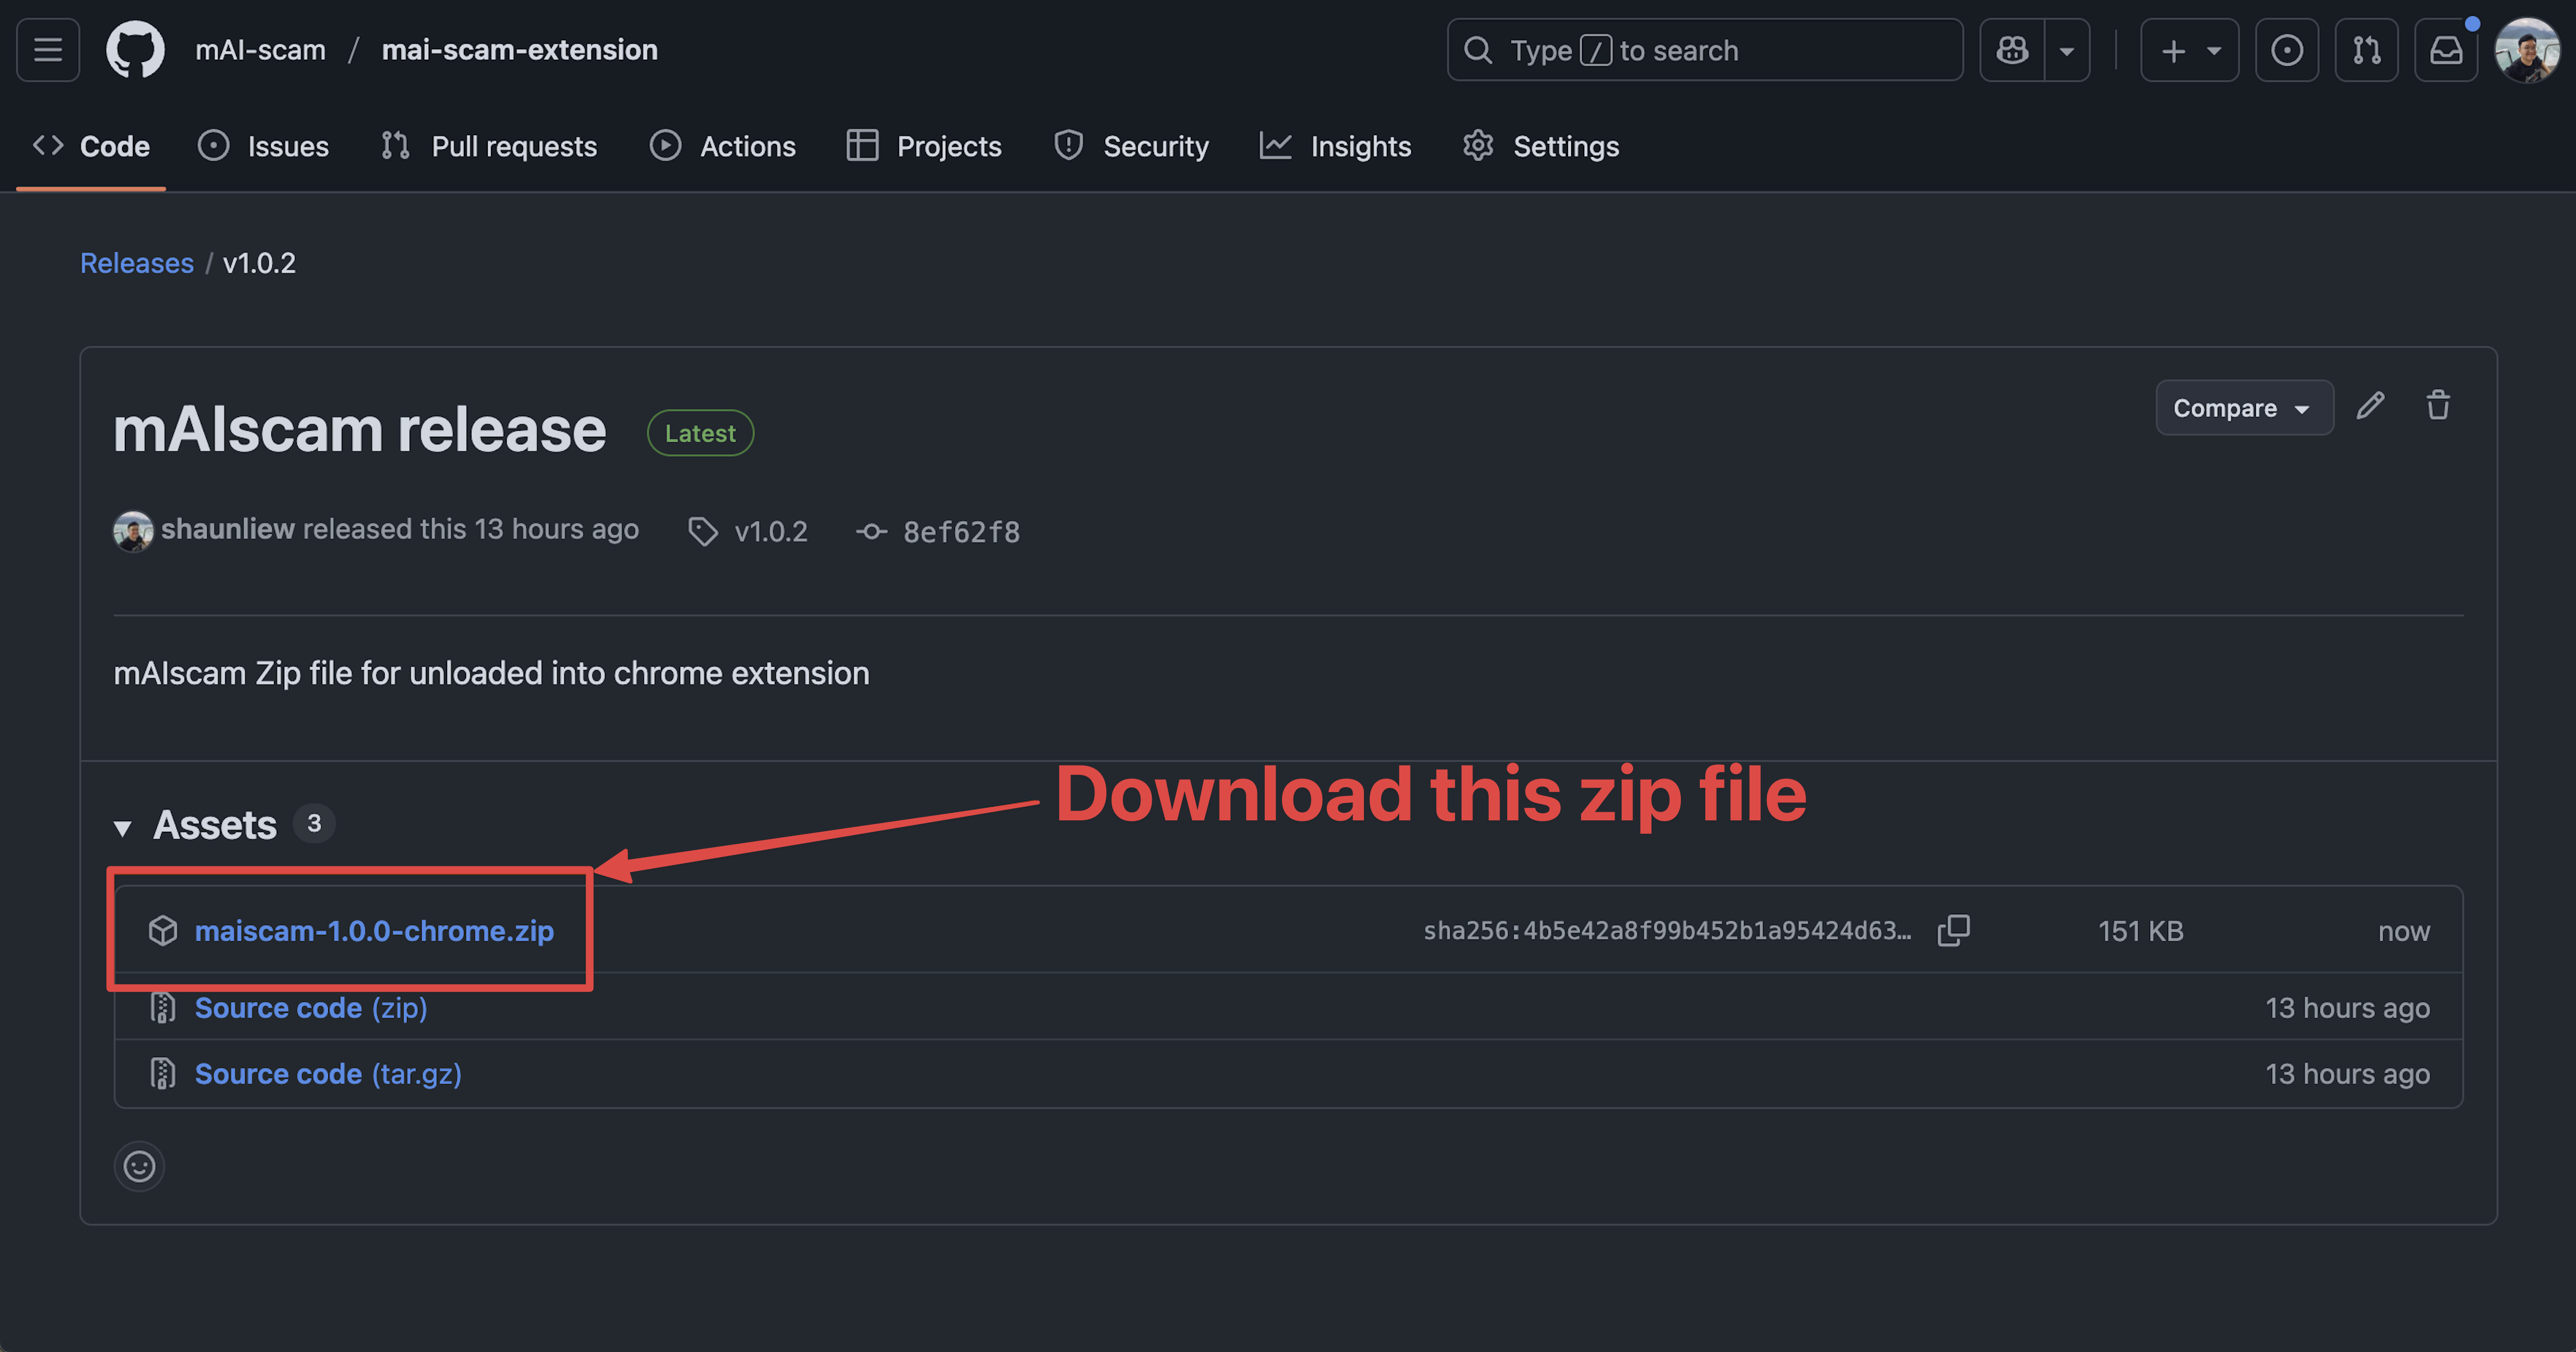 mAI-scam / mai-scam-extension
Type / to search
Code Issues Pull requests Actions Projects Security Insights Settings
Releases / v1.0.2
mAIscam release Latest
Compare
shaunliew released this 13 hours ago v1.0.2 8ef62f8
mAIscam Zip file for unloaded into chrome extension
Download this zip file
Assets 3
maiscam-1.0.0-chrome.zip sha256:4b5e42a8f99b452b1a95424d63… 151 KB now
Source code (zip) 13 hours ago
Source code (tar.gz) 13 hours ago